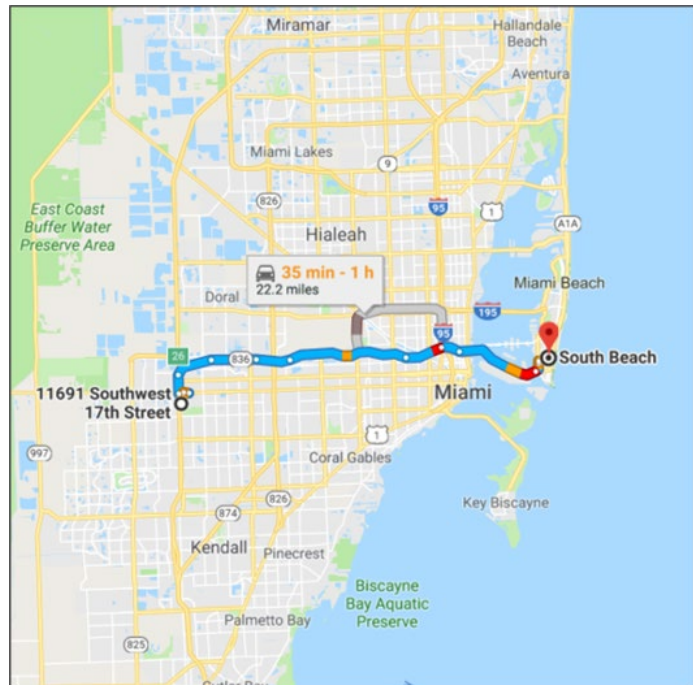 Miramar
Hallandale
Beach
Aventura
Miami Lakes
9
826
95
1
East Coast
Buffer Water
Preserve Area
A1A
Hialeah
35 min - 1 h
22.2 miles
Miami Beach
Doral
195
95
26
836
South Beach
11691 Southwest
17th Street
Miami
1
997
Coral Gables
874
826
Key Biscayne
Kendall
Pinecrest
Biscayne
Bay Aquatic
Preserve
Palmetto Bay
825
Cutler Bay